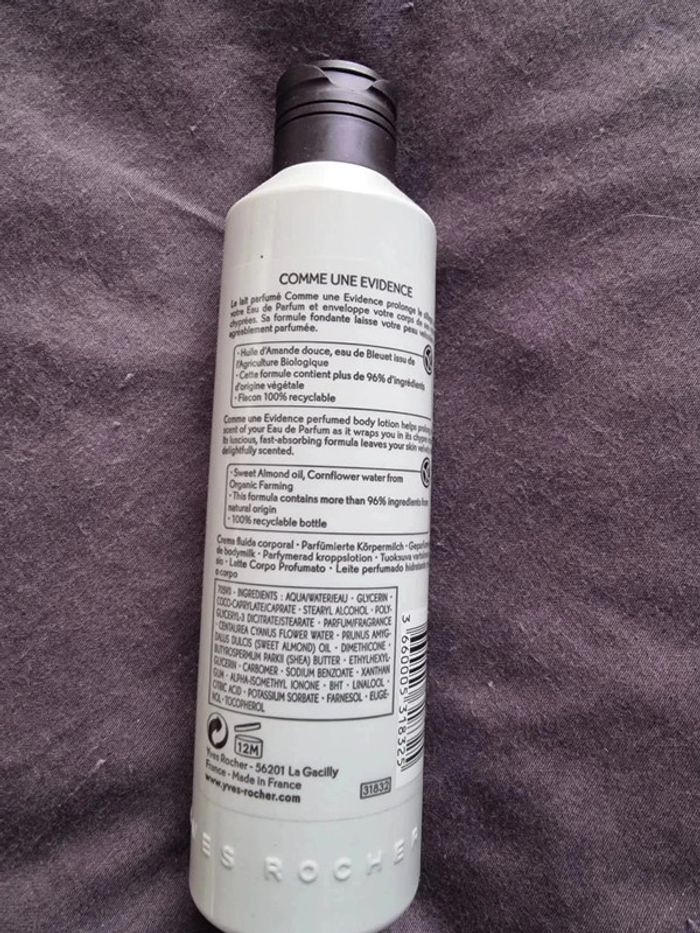 COMME UNE EVIDENCE
Le lait parfumé Comme une Evidence prolonge le
votre Eau de Parfum et enveloppe votre corps de
chyprées. Sa formule fondante laisse votre peau
agréablement parfumée.
• Huile d'Amande douce, eau de Bleuet issu de
l'Agriculture Biologique
• Cette formule contient plus de 96% d'ingrédients
d'origine végétale
• Flacon 100% recyclable
Comme une Evidence perfumed body lotion helps
scent of your Eau de Parfum as it wraps you in its
Its luscious, fast-absorbing formula leaves your skin
delightfully scented.
• Sweet Almond oil, Cornflower water from
Organic Farming
• This formula contains more than 96% ingredients from
natural origin
• 100% recyclable bottle
Creme fluida corporal • Parfümierte Körpermilch •
de bodymilk • Parfymerad kroppslotion • Tuoksuva
• Latte Corpo Profumato • Leite perfumado
o corpo
INGREDIENTS : AQUA/WATER/EAU • GLYCERIN •
COCO-CAPRYLATE/CAPRATE • STEARYL ALCOHOL • POLY-
GLYCERYL-3 DICITRATE/STEARATE • PARFUM/FRAGRANCE
• CENTAUREA CYANUS FLOWER WATER • PRUNUS AMYG-
DALUS DULCIS (SWEET ALMOND) OIL • DIMETHICONE •
BUTYROSPERMUM PARKII (SHEA) BUTTER • ETHYLHEXYL-
GLYCERIN • CARBOMER • SODIUM BENZOATE • XANTHAN
GUM • ALPHA-ISOMETHYL IONONE • BHT • LINALOOL •
CITRIC ACID • POTASSIUM SORBATE • FARNESOL • EUGE-
NOL • TOCOPHEROL
3 660005 318325
12M
Yves Rocher - 56201 La Gacilly
France - Made in France
www.yves-rocher.com
31832
YVES ROCHER